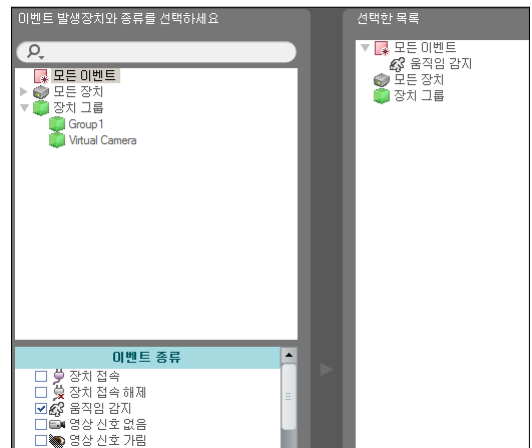 이벤트 발생장치와 종류를 선택하세요
모든 이벤트
모든 장치
장치 그룹
Group1
Virtual Camera
이벤트 종류
장치 접속
장치 접속 해제
움직임 감지
영상 신호 없음
영상 신호 가림
선택한 목록
모든 이벤트
움직임 감지
모든 장치
장치 그룹